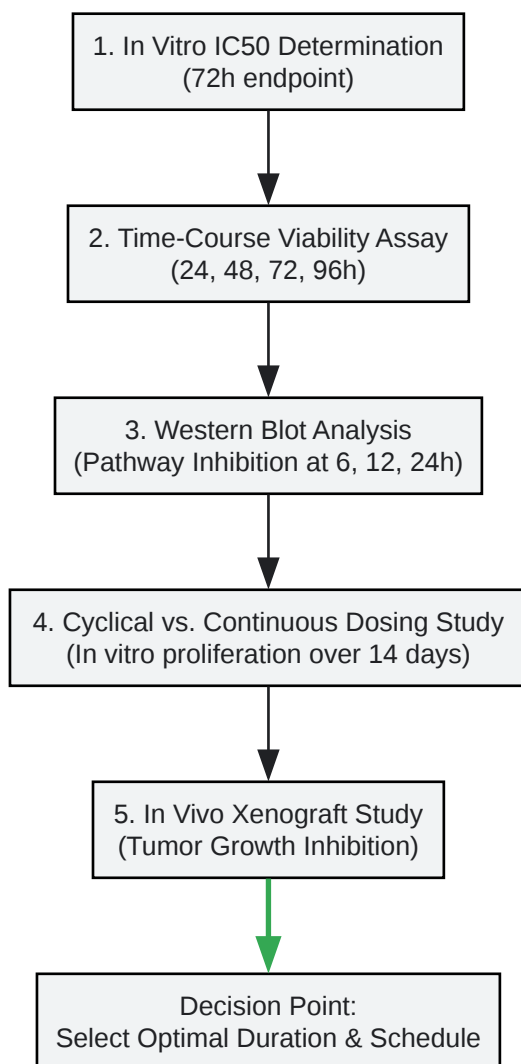 1. In Vitro IC50 Determination
(72h endpoint)
2. Time-Course Viability Assay
(24, 48, 72, 96h)
3. Western Blot Analysis
(Pathway Inhibition at 6, 12, 24h)
4. Cyclical vs. Continuous Dosing Study
(In vitro proliferation over 14 days)
5. In Vivo Xenograft Study
(Tumor Growth Inhibition)
Decision Point:
Select Optimal Duration & Schedule